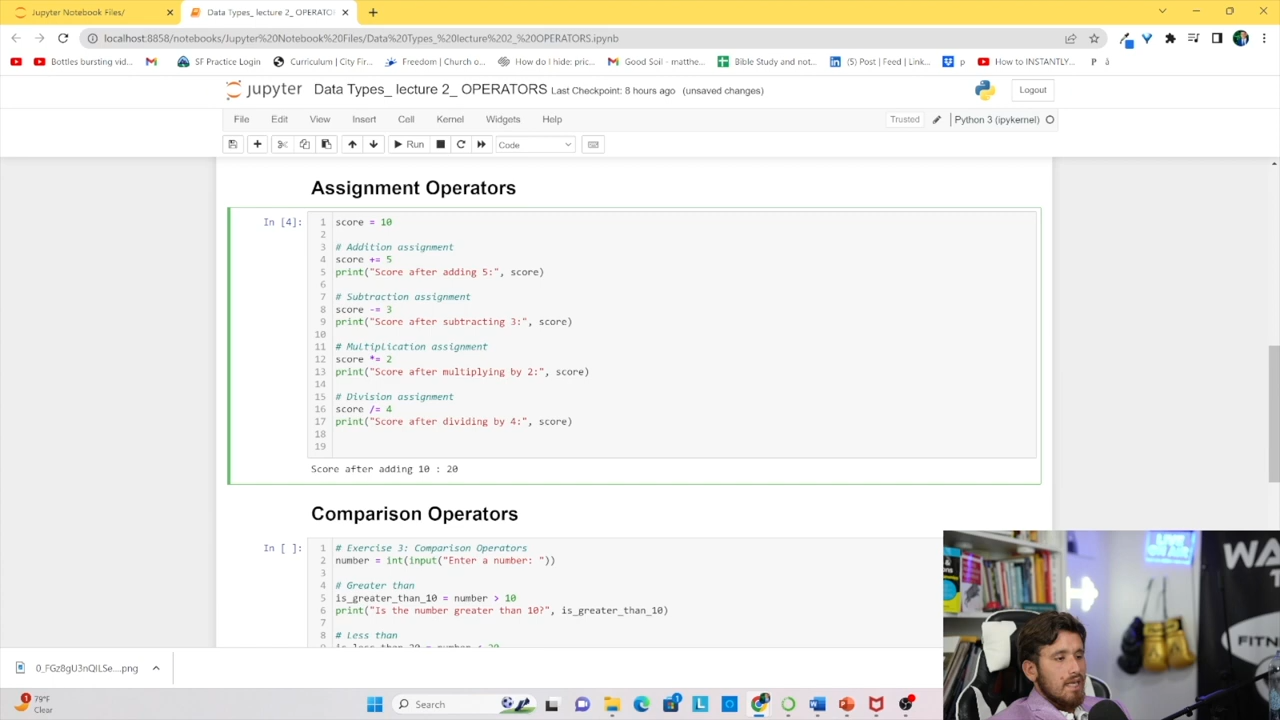 Jupyter Notebook Files/
Data Types_ lecture 2_ OPERATO
localhost:8858/notebooks/Jupyter%20Notebook%20Files/Data%20Types_%20lecture%202_%20OPERATORS.ipynb
Bottles bursting vid...
SF Practice Login
Curriculum | City Fir...
Freedom | Church o...
How do I hide: pric...
Gmail
Good Soil - matthe...
Bible Study and not...
(5) Post | Feed | Link...
p
How to INSTANTLY...
jupyter Data Types_ lecture 2_ OPERATORS Last Checkpoint: 8 hours ago (unsaved changes)
Logout
File Edit View Insert Cell Kernel Widgets Help
Trusted
Python 3 (ipykernel)
Run
Code
Assignment Operators
In [4]:
1 score = 10
2
3 # Addition assignment
4 score += 5
5 print("Score after adding 5:", score)
6
7 # Subtraction assignment
8 score -= 3
9 print("Score after subtracting 3:", score)
10
11 # Multiplication assignment
12 score *= 2
13 print("Score after multiplying by 2:", score)
14
15 # Division assignment
16 score /= 4
17 print("Score after dividing by 4:", score)
18
19
Score after adding 10 : 20
Comparison Operators
In [ ]:
1 # Exercise 3: Comparison Operators
2 number = int(input("Enter a number: "))
3
4 # Greater than
5 is_greater_than_10 = number > 10
6 print("Is the number greater than 10?", is_greater_than_10)
7
8 # Less than
0_FGz8gU3nQILSe....png
79°F
Clear
Search
FITN